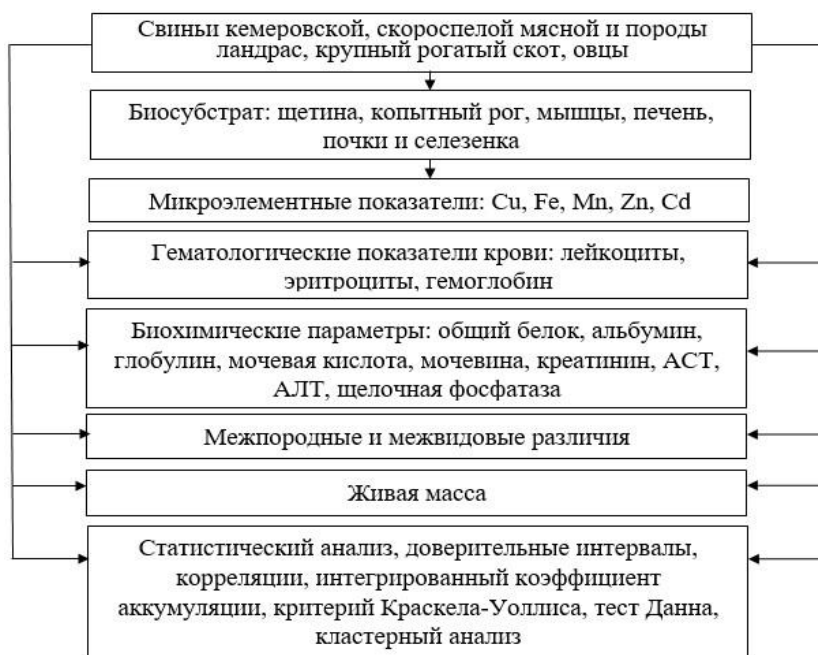 Свиньи кемеровской, скороспелой мясной и породы
ландрас, крупный рогатый скот, овцы
Биосубстрат: щетина, копытный рог, мышцы, печень,
почки и селезенка
Микроэлементные показатели: Cu, Fe, Mn, Zn, Cd
Гематологические показатели крови: лейкоциты,
эритроциты, гемоглобин
Биохимические параметры: общий белок, альбумин,
глобулин, мочевая кислота, мочевина, креатинин, АСТ,
АЛТ, щелочная фосфатаза
Межпородные и межвидовые различия
Живая масса
Статистический анализ, доверительные интервалы,
корреляции, интегрированный коэффициент
аккумуляции, критерий Краскела-Уоллиса, тест Данна,
кластерный анализ